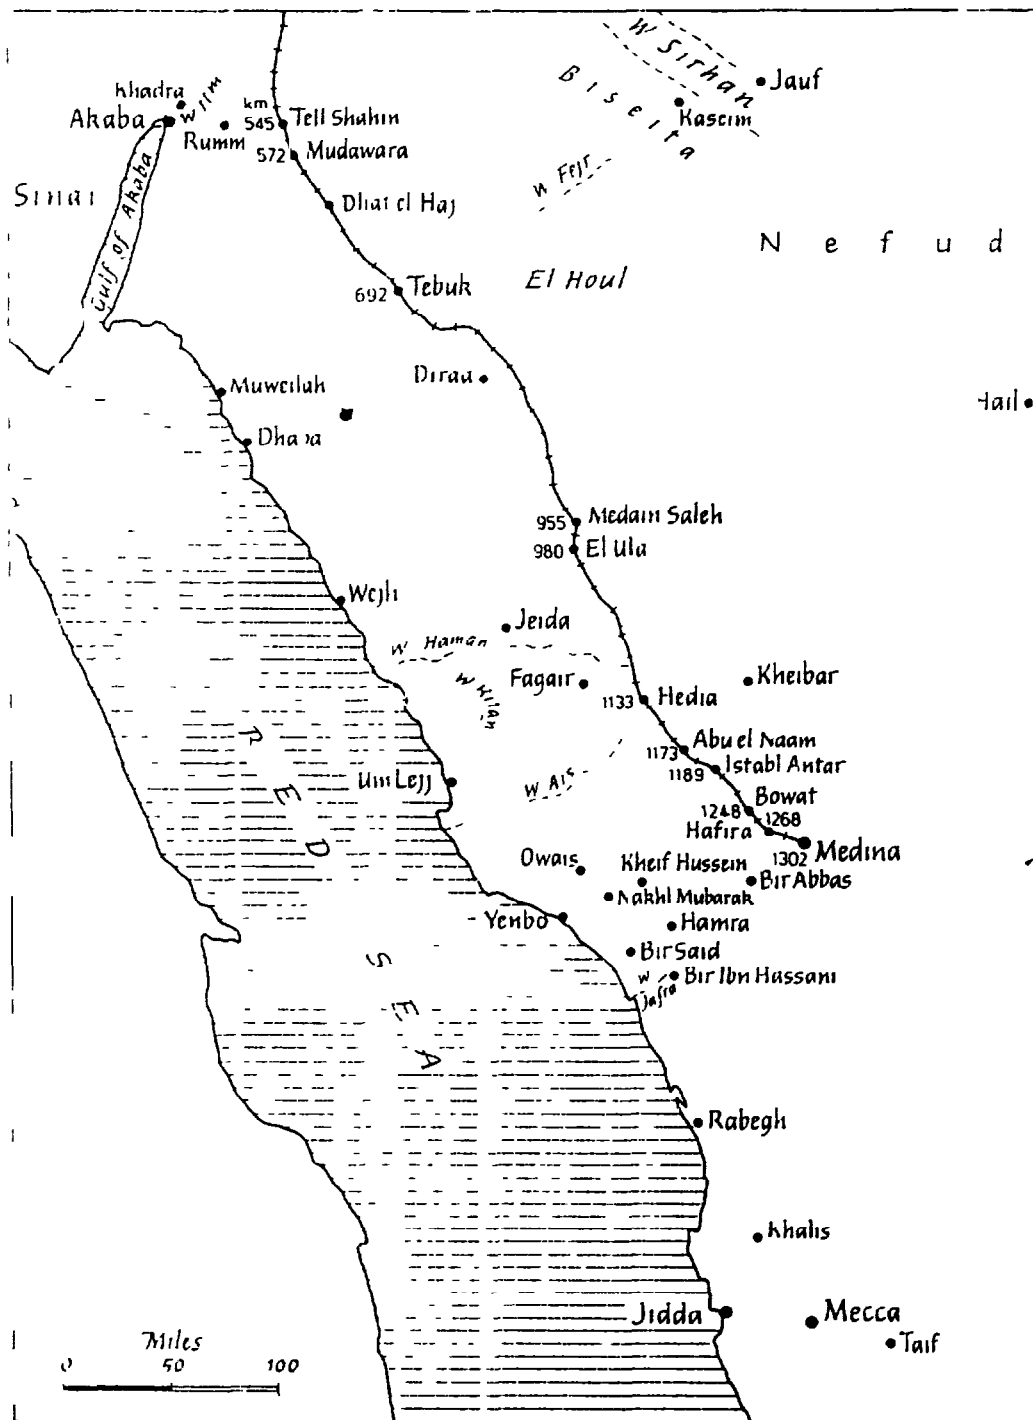 W Sirhan
Jauf
Biseita
Kaseim
Khadra
W Itm
km
Akaba
545
Tell Shahin
Rumm
572
Mudawara
W Fejr
Sinai
Dhat el Haj
Gulf of Akaba
Nefud
El Houl
692
Tebuk
Diraa
Muweilah
Hail
Dhaba
955
Medain Saleh
980
El Ula
Wejh
Jeida
W Haman
Fagair
W Kitan
Kheibar
1133
Hedia
RED SEA
1173
Abu el Naam
1189
Istabl Antar
Um Lejj
W Ais
1248
Bowat
1268
Hafira
1302
Medina
Owais
Kheif Hussein
Bir Abbas
Nakhl Mubarak
Yenbo
Hamra
Bir Said
W Jafra
Bir Ibn Hassani
Rabegh
Khalis
Jidda
Mecca
Taif
Miles
0 50 100